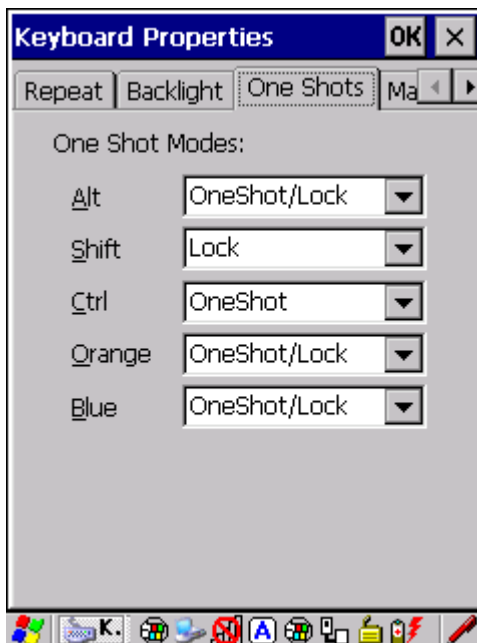 Keyboard Properties OK ×
Repeat Backlight One Shots Ma
One Shot Modes:
Alt OneShot/Lock
Shift Lock
Ctrl OneShot
Orange OneShot/Lock
Blue OneShot/Lock
K. A